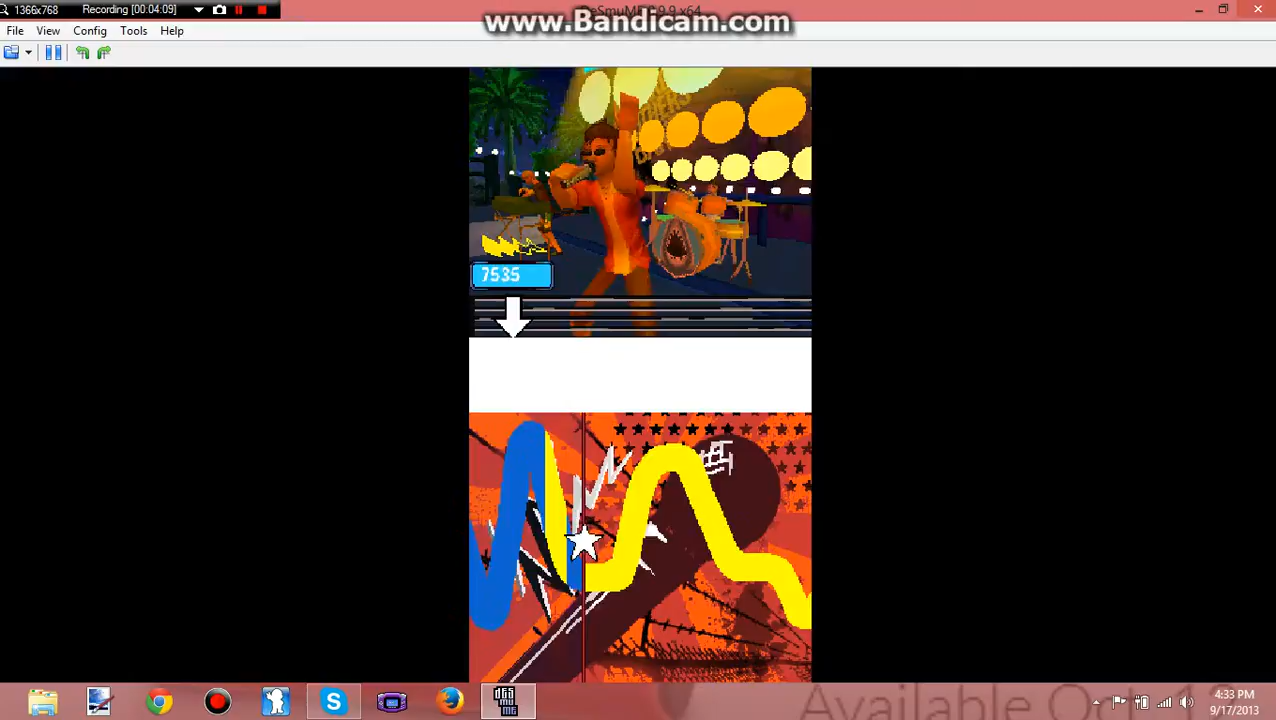 1366x768 Recording [00:04:09]
www.Bandicam.com
File View Config Tools Help
7535
Available O
4:33 PM
9/17/2013